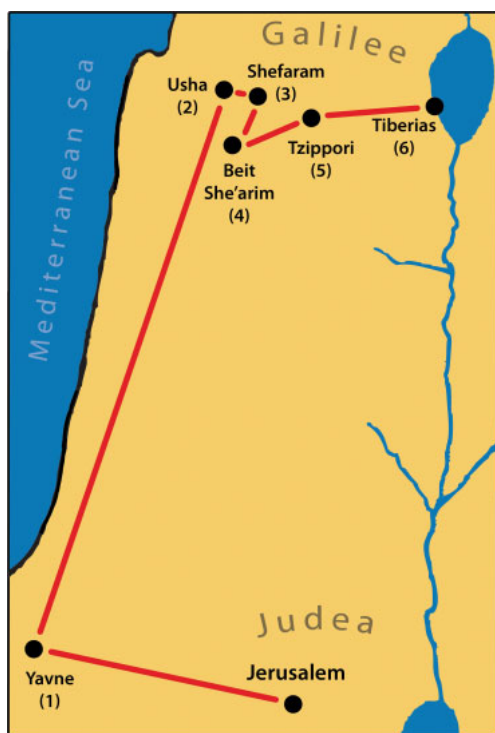 Galilee
Mediterranean Sea
Usha
(2)
Shefaram
(3)
Tiberias
(6)
Tzippori
(5)
Beit
She'arim
(4)
Judea
Jerusalem
Yavne
(1)